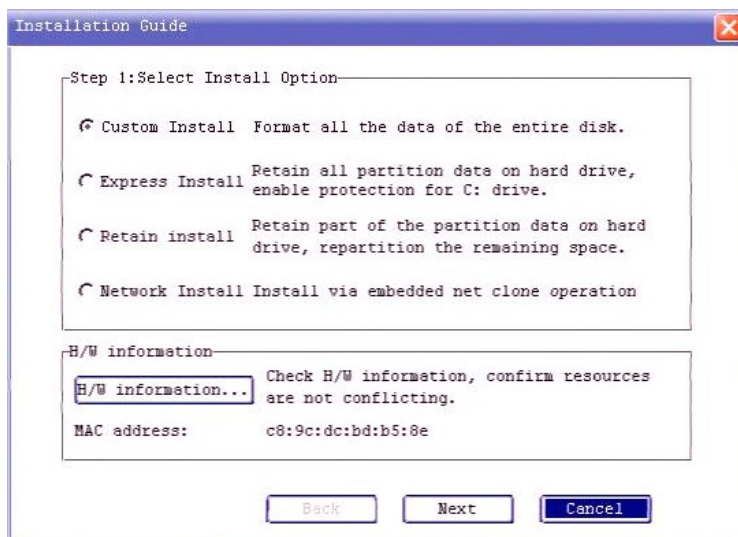 Installation Guide
Step 1:Select Install Option
Custom Install Format all the data of the entire disk.
Express Install Retain all partition data on hard drive,
enable protection for C: drive.
Retain install Retain part of the partition data on hard
drive, repartition the remaining space.
Network Install Install via embedded net clone operation
H/W information
H/W information... Check H/W information, confirm resources
are not conflicting.
MAC address: c8:9c:dc:bd:b5:8e
Back Next Cancel